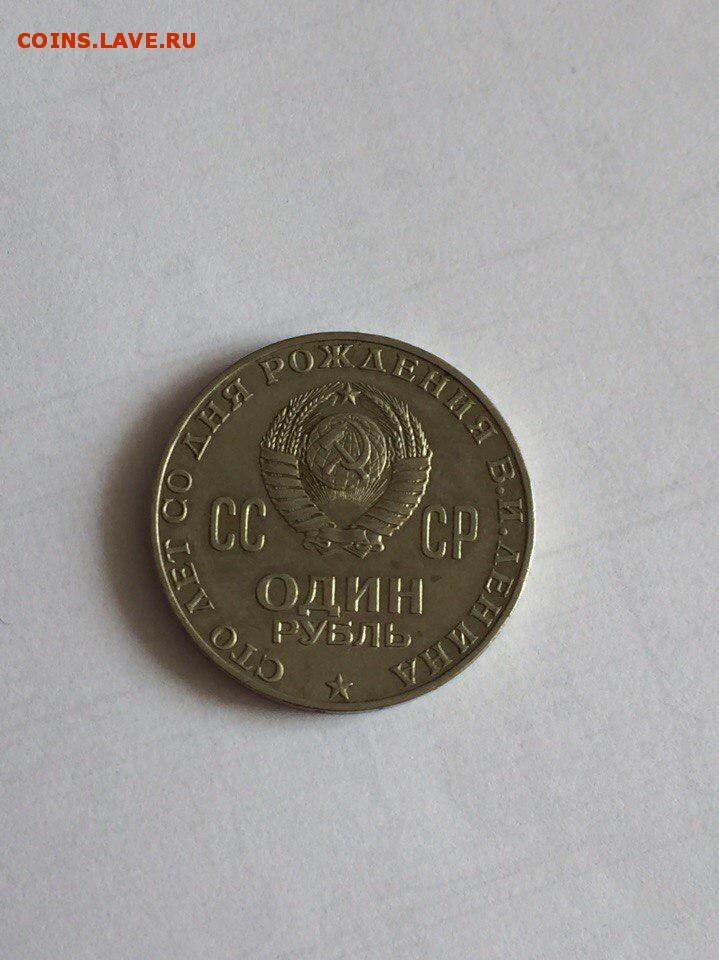 COINS.LAVE.RU
СТО ЛЕТ СО ДНЯ РОЖДЕНИЯ В.И.ЛЕНИНА
СС СР
ОДИН
РУБЛЬ